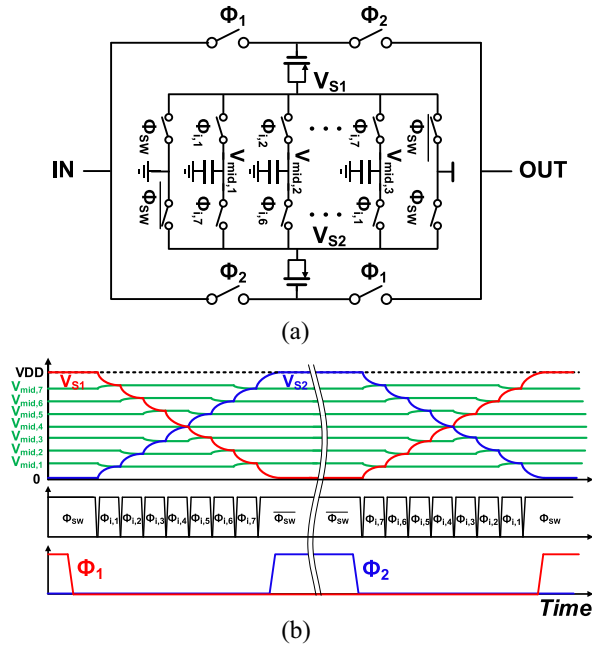 Φ1 Φ2
VS1
ΦSW Φi,1 Φi,2 • • • Φi,7 ΦSW
IN Vmid,1 Vmid,2 Vmid,3 OUT
ΦSW Φi,7 Φi,6 • • • Φi,1 ΦSW
VS2
Φ2 Φ1
(a)
VDD
VS1 VS2
Vmid,7
Vmid,6
Vmid,5
Vmid,4
Vmid,3
Vmid,2
Vmid,1
0
ΦSW Φi,1 Φi,2 Φi,3 Φi,4 Φi,5 Φi,6 Φi,7 ΦSW ΦSW Φi,7 Φi,6 Φi,5 Φi,4 Φi,3 Φi,2 Φi,1 ΦSW
Φ1 Φ2
Time
(b)